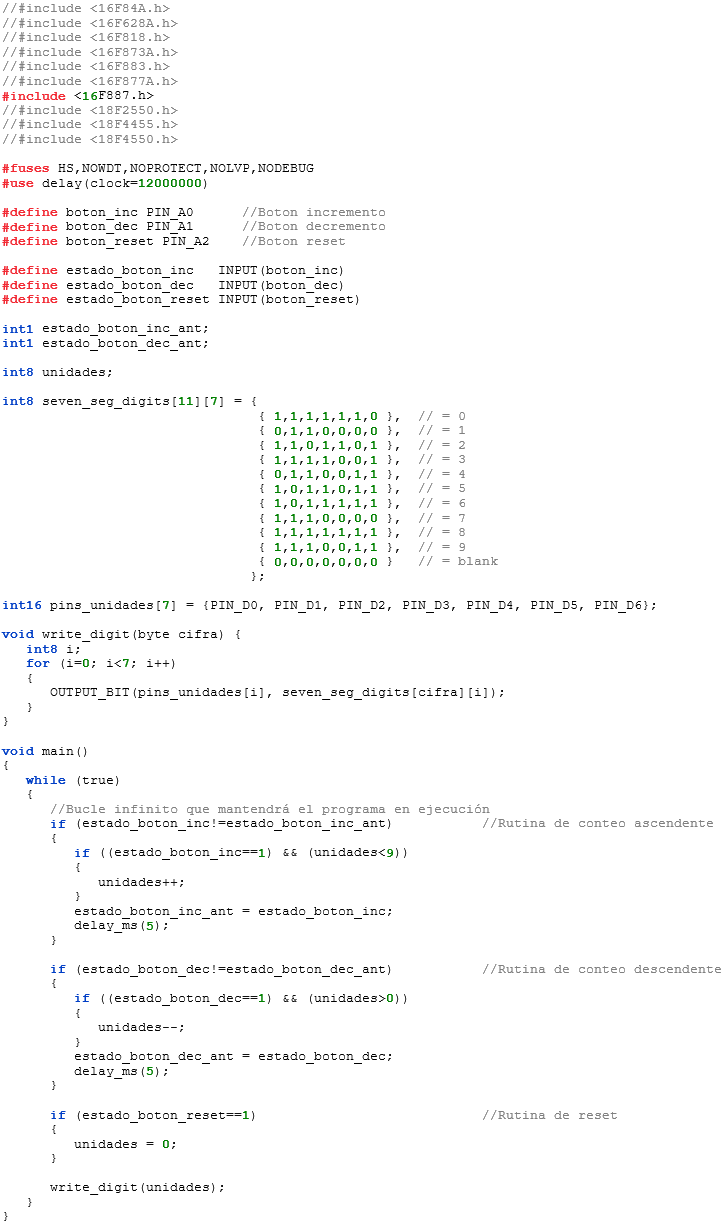 //#include <16F84A.h>
//#include <16F628A.h>
//#include <16F818.h>
//#include <16F873A.h>
//#include <16F883.h>
//#include <16F877A.h>
#include <16F887.h>
//#include <18F2550.h>
//#include <18F4455.h>
//#include <18F4550.h>

#fuses HS,NOWDT,NOPROTECT,NOLVP,NODEBUG
#use delay(clock=12000000)

#define boton_inc PIN_A0      //Boton incremento
#define boton_dec PIN_A1      //Boton decremento
#define boton_reset PIN_A2    //Boton reset

#define estado_boton_inc   INPUT(boton_inc)
#define estado_boton_dec   INPUT(boton_dec)
#define estado_boton_reset INPUT(boton_reset)

int1 estado_boton_inc_ant;
int1 estado_boton_dec_ant;

int8 unidades;

int8 seven_seg_digits[11][7] = {
                                { 1,1,1,1,1,1,0 },  // = 0
                                { 0,1,1,0,0,0,0 },  // = 1
                                { 1,1,0,1,1,0,1 },  // = 2
                                { 1,1,1,1,0,0,1 },  // = 3
                                { 0,1,1,0,0,1,1 },  // = 4
                                { 1,0,1,1,0,1,1 },  // = 5
                                { 1,0,1,1,1,1,1 },  // = 6
                                { 1,1,1,0,0,0,0 },  // = 7
                                { 1,1,1,1,1,1,1 },  // = 8
                                { 1,1,1,0,0,1,1 },  // = 9
                                { 0,0,0,0,0,0,0 }   // = blank
                               };

int16 pins_unidades[7] = {PIN_D0, PIN_D1, PIN_D2, PIN_D3, PIN_D4, PIN_D5, PIN_D6};

void write_digit(byte cifra) {
   int8 i;
   for (i=0; i<7; i++)
   {
      OUTPUT_BIT(pins_unidades[i], seven_seg_digits[cifra][i]);
   }
}

void main()
{
   while (true)
   {
      //Bucle infinito que mantendrá el programa en ejecución
      if (estado_boton_inc!=estado_boton_inc_ant)           //Rutina de conteo ascendente
      {
         if ((estado_boton_inc==1) && (unidades<9))
         {
            unidades++;
         }
         estado_boton_inc_ant = estado_boton_inc;
         delay_ms(5);
      }

      if (estado_boton_dec!=estado_boton_dec_ant)           //Rutina de conteo descendente
      {
         if ((estado_boton_dec==1) && (unidades>0))
         {
            unidades--;
         }
         estado_boton_dec_ant = estado_boton_dec;
         delay_ms(5);
      }

      if (estado_boton_reset==1)                            //Rutina de reset
      {
         unidades = 0;
      }

      write_digit(unidades);
   }
}